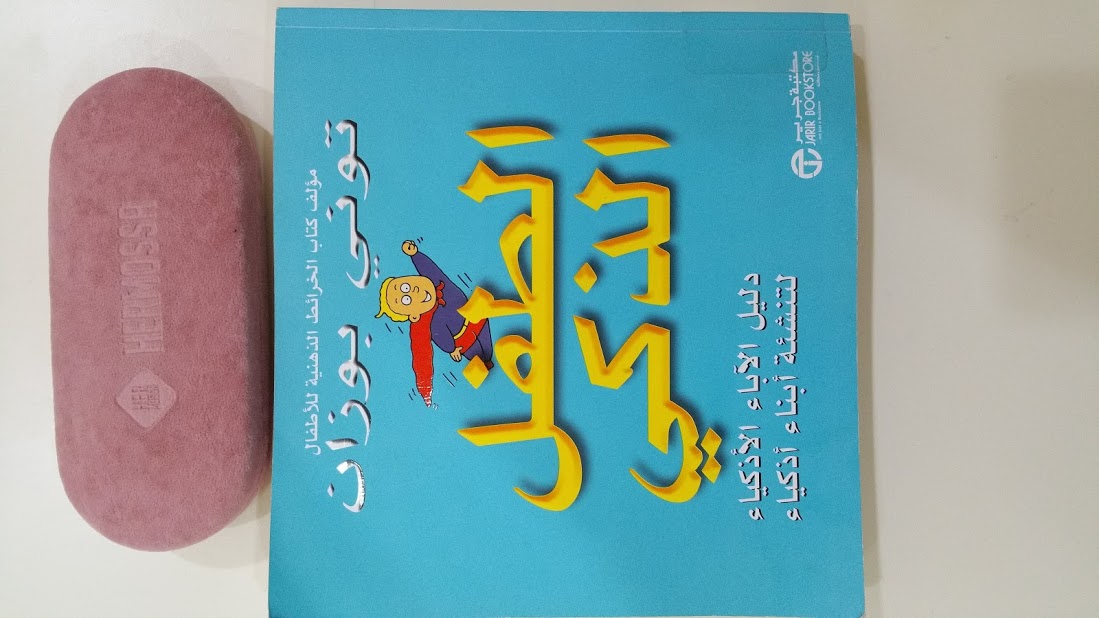 مؤلف كتاب الخرائط الذهنية للأطفال
توني بوزان
الطفل
الذكي
دليل الآباء الأذكياء
لتنشئة أبناء أذكياء
مكتبة جرير
JARIR BOOKSTORE
HERMOSSA